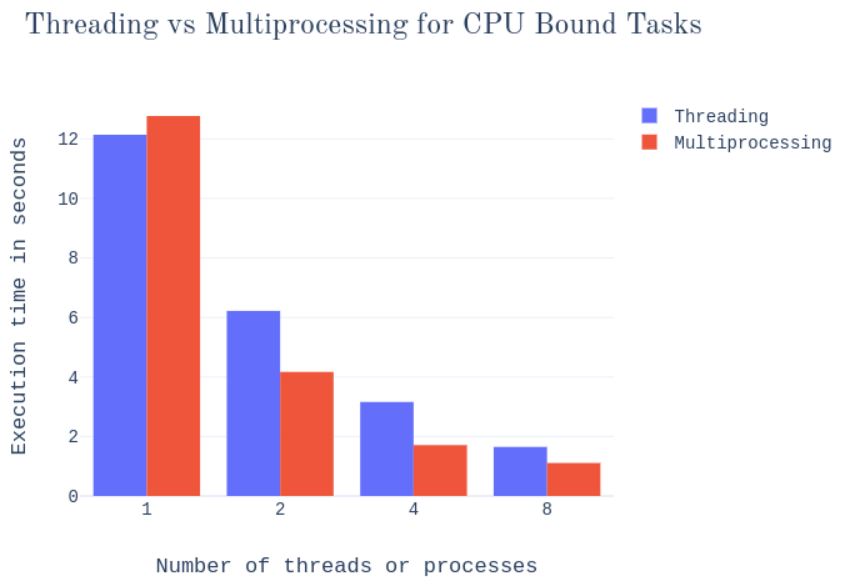 Threading vs Multiprocessing for CPU Bound Tasks
Threading
Multiprocessing
Execution time in seconds
12
10
8
6
4
2
0
1 2 4 8
Number of threads or processes